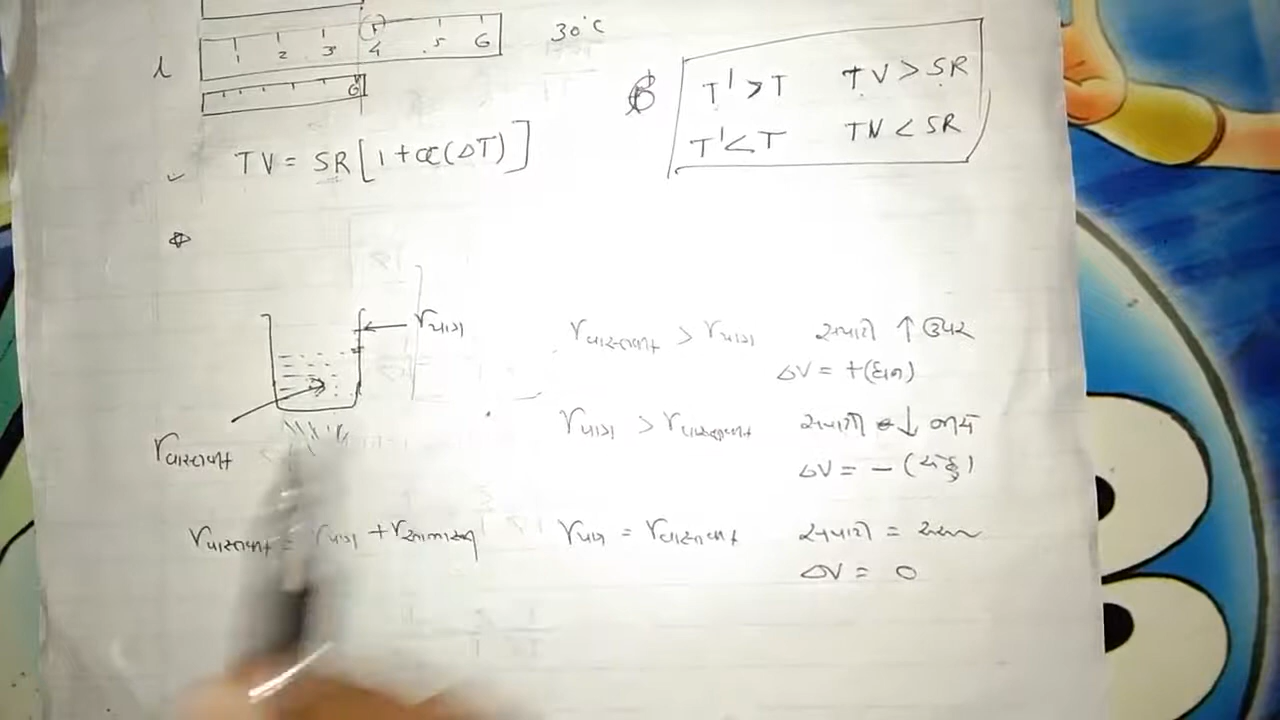 1 2 3 4 5 6
30°C
l
6
T' > T TV > SR
T' < T TV < SR
TV = SR [1 + α(ΔT)]
γપાત્ર
γવાસ્તવિક > γપાત્ર સપાટી ↑ ઉપર
ΔV = +(ધન)
γપાત્ર > γવાસ્તવિક સપાટી ↓
γવાસ્તવિક
ΔV = − (ઋણ)
γવાસ્તવિક = γપાત્ર + γ
γપાત્ર = γવાસ્તવિક સપાટી =
ΔV = 0